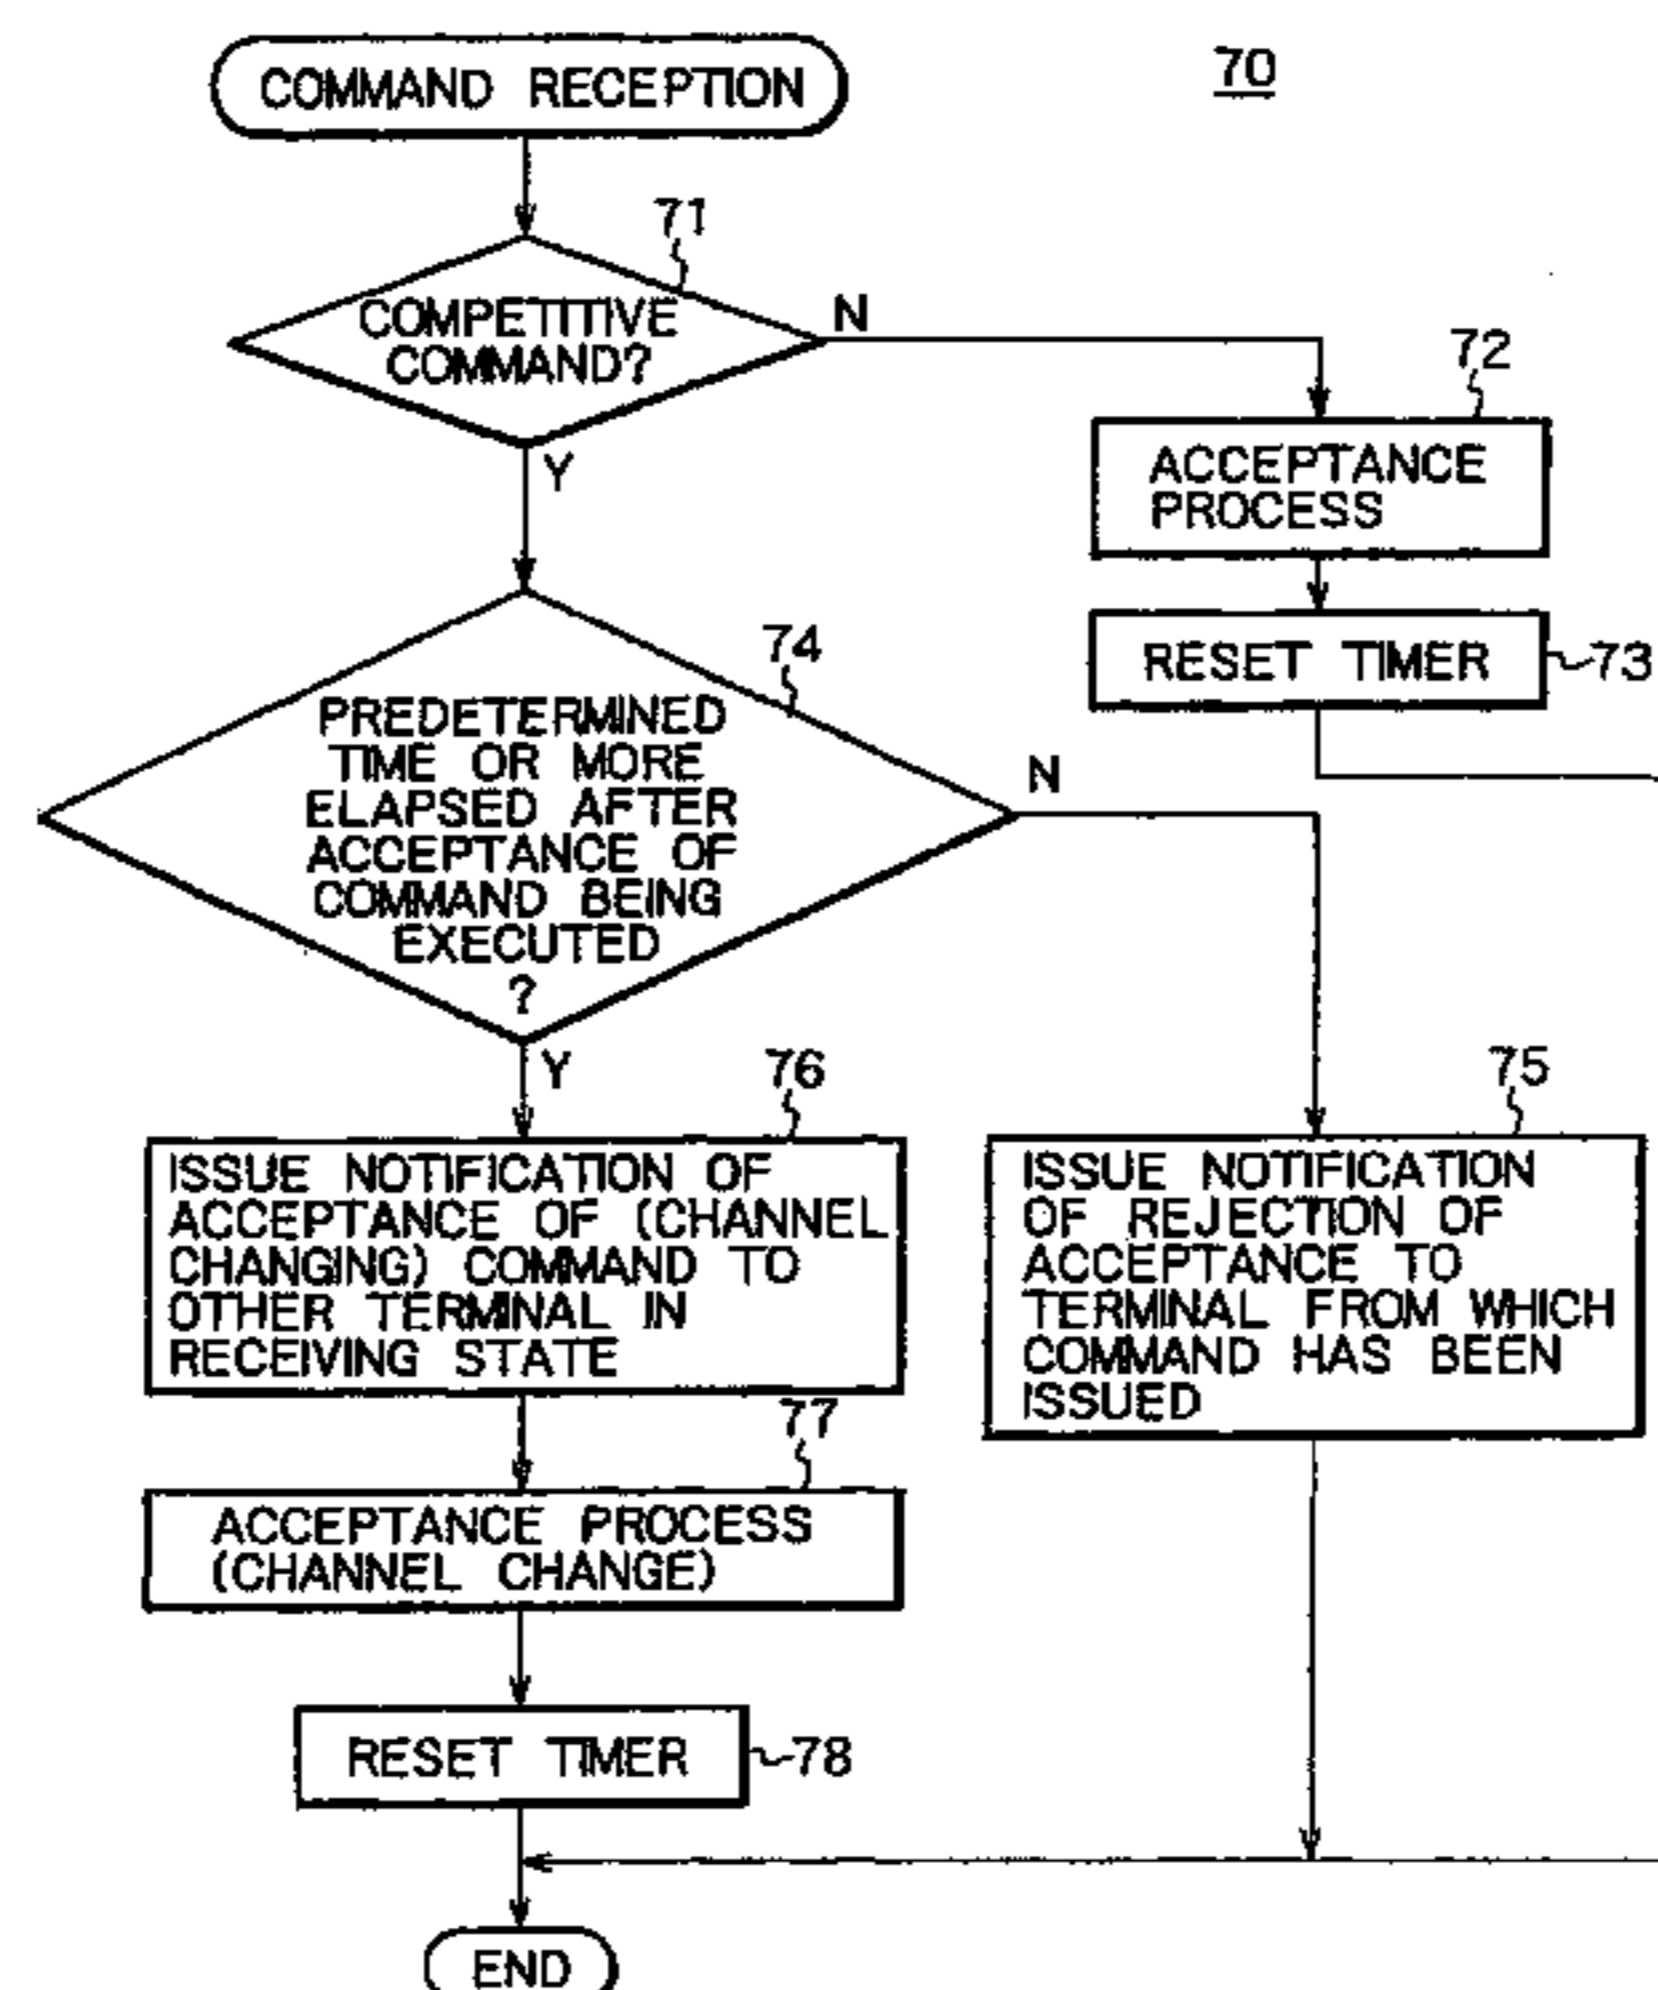 COMMAND RECEPTION
70
71
COMPETITIVE
COMMAND?
N
Y
72
ACCEPTANCE
PROCESS
RESET TIMER
73
74
PREDETERMINED
TIME OR MORE
ELAPSED AFTER
ACCEPTANCE OF
COMMAND BEING
EXECUTED
?
N
Y
76
ISSUE NOTIFICATION OF
ACCEPTANCE OF (CHANNEL
CHANGING) COMMAND TO
OTHER TERMINAL IN
RECEIVING STATE
75
ISSUE NOTIFICATION
OF REJECTION OF
ACCEPTANCE TO
TERMINAL FROM WHICH
COMMAND HAS BEEN
ISSUED
77
ACCEPTANCE PROCESS
(CHANNEL CHANGE)
RESET TIMER
78
END